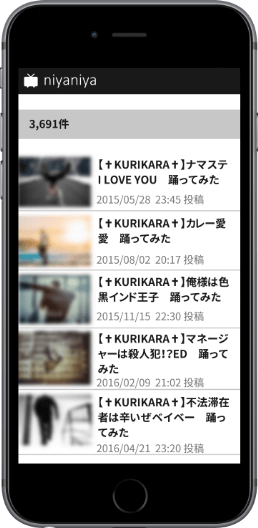 niyaniya
3,691件
【✝KURIKARA✝】ナマステ
I LOVE YOU　踊ってみた
2015/05/28 23:45 投稿
【✝KURIKARA✝】カレー愛
愛　踊ってみた
2015/08/02 20:17 投稿
【✝KURIKARA✝】俺様は色
黒インド王子　踊ってみた
2015/11/15 22:30 投稿
【✝KURIKARA✝】マネージ
ャーは殺人犯!?ED　踊って
みた
2016/02/09 21:02 投稿
【✝KURIKARA✝】不法滞在
者は辛いぜベイベー　踊っ
てみた
2016/04/21 23:20 投稿